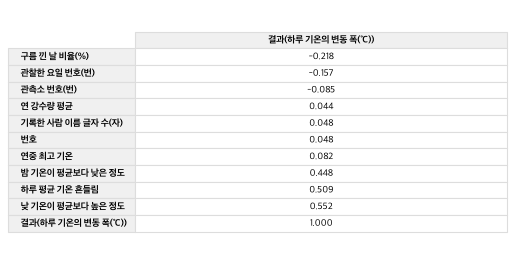 결과(하루 기온의 변동 폭(℃))
구름 낀 날 비율(%) -0.218
관찰한 요일 번호(번) -0.157
관측소 번호(번) -0.085
연 강수량 평균 0.044
기록한 사람 이름 글자 수(자) 0.048
번호 0.048
연중 최고 기온 0.082
밤 기온이 평균보다 낮은 정도 0.448
하루 평균 기온 흔들림 0.509
낮 기온이 평균보다 높은 정도 0.552
결과(하루 기온의 변동 폭(℃)) 1.000